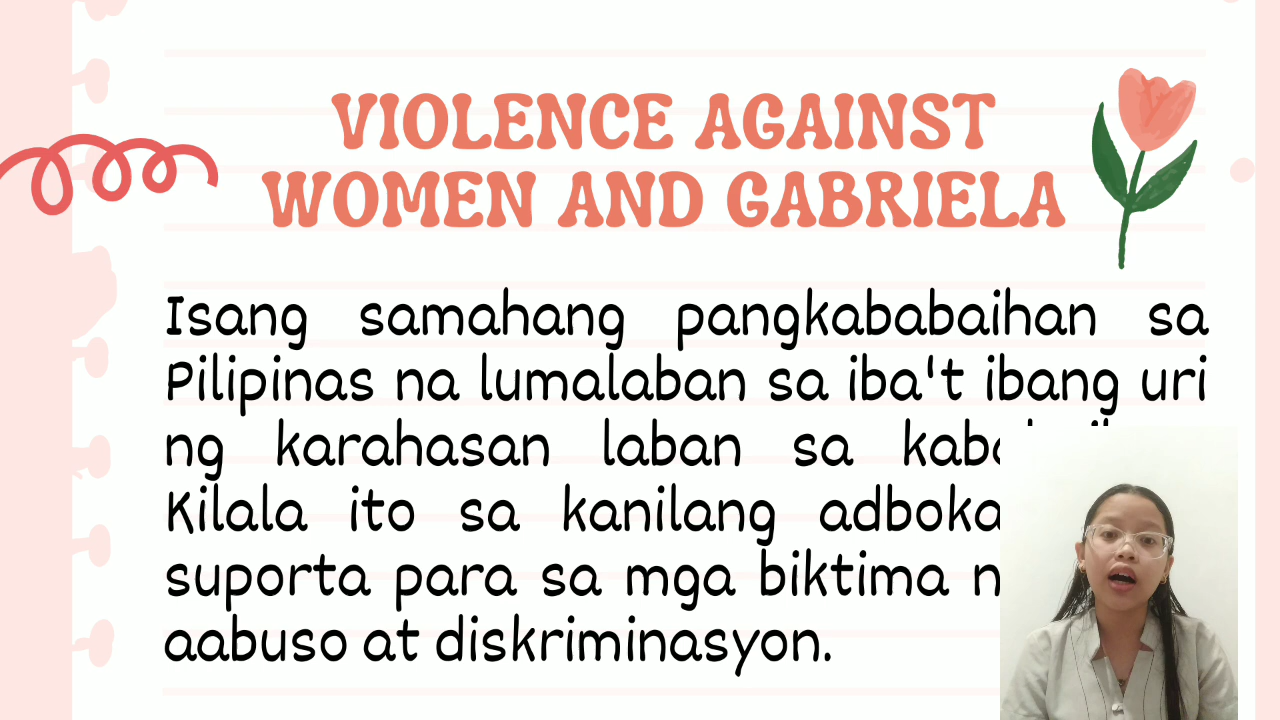 VIOLENCE AGAINST
WOMEN AND GABRIELA
Isang samahang pangkababaihan sa
Pilipinas na lumalaban sa iba't ibang uri
ng karahasan laban sa
Kilala ito sa kanilang
suporta para sa mga biktima
aabuso at diskriminasyon.